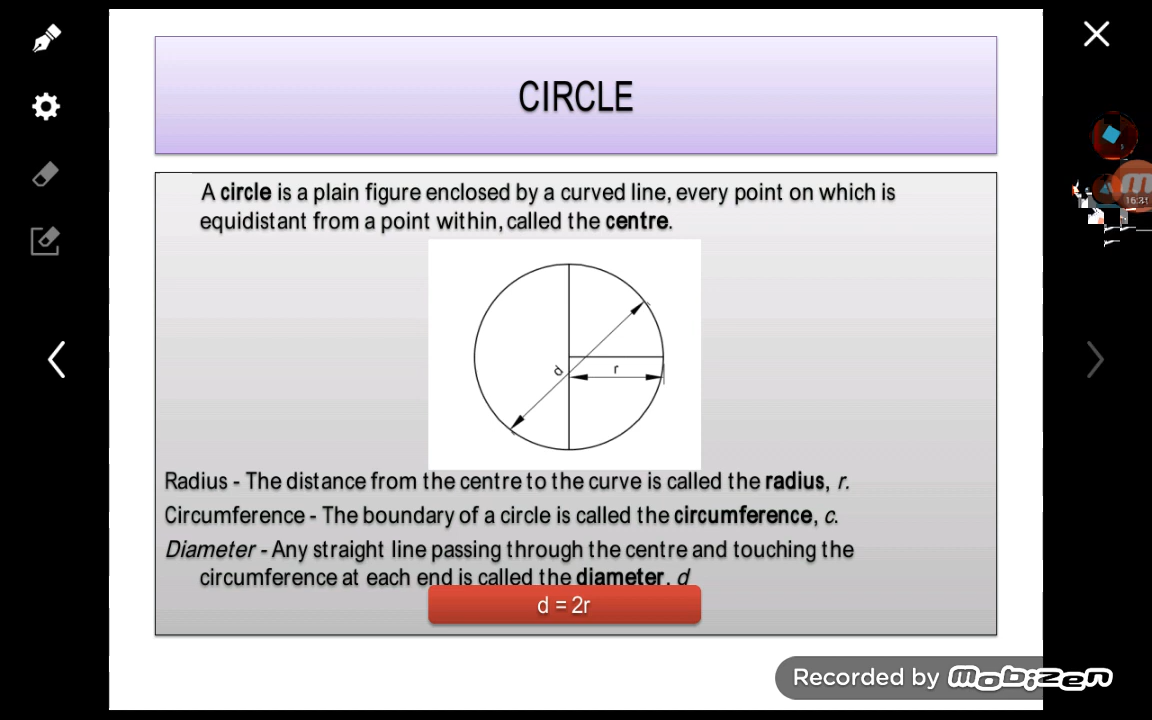 CIRCLE
A circle is a plain figure enclosed by a curved line, every point on which is
equidistant from a point within, called the centre.
d
r
Radius - The distance from the centre to the curve is called the radius, r.
Circumference - The boundary of a circle is called the circumference, c.
Diameter - Any straight line passing through the centre and touching the
circumference at each end is called the diameter, d
d = 2r
16:31
Recorded by mobizen